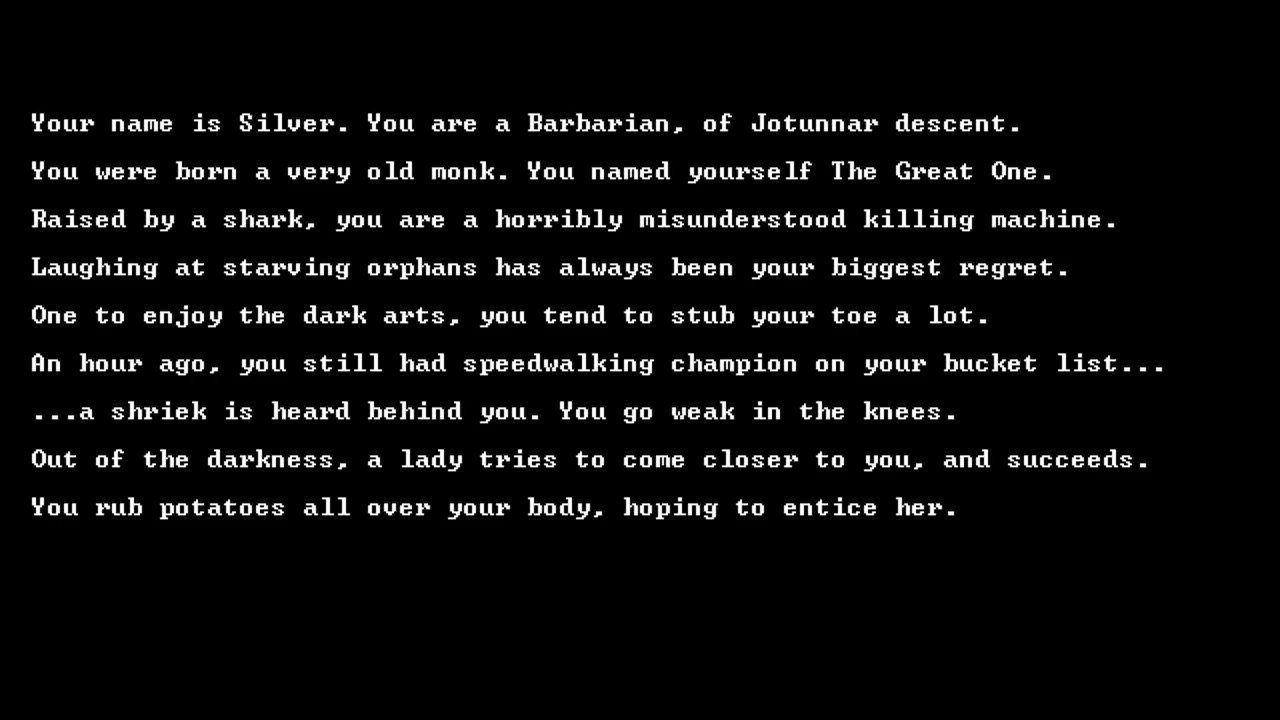 Your name is Silver. You are a Barbarian, of Jotunnar descent.
You were born a very old monk. You named yourself The Great One.
Raised by a shark, you are a horribly misunderstood killing machine.
Laughing at starving orphans has always been your biggest regret.
One to enjoy the dark arts, you tend to stub your toe a lot.
An hour ago, you still had speedwalking champion on your bucket list...
...a shriek is heard behind you. You go weak in the knees.
Out of the darkness, a lady tries to come closer to you, and succeeds.
You rub potatoes all over your body, hoping to entice her.